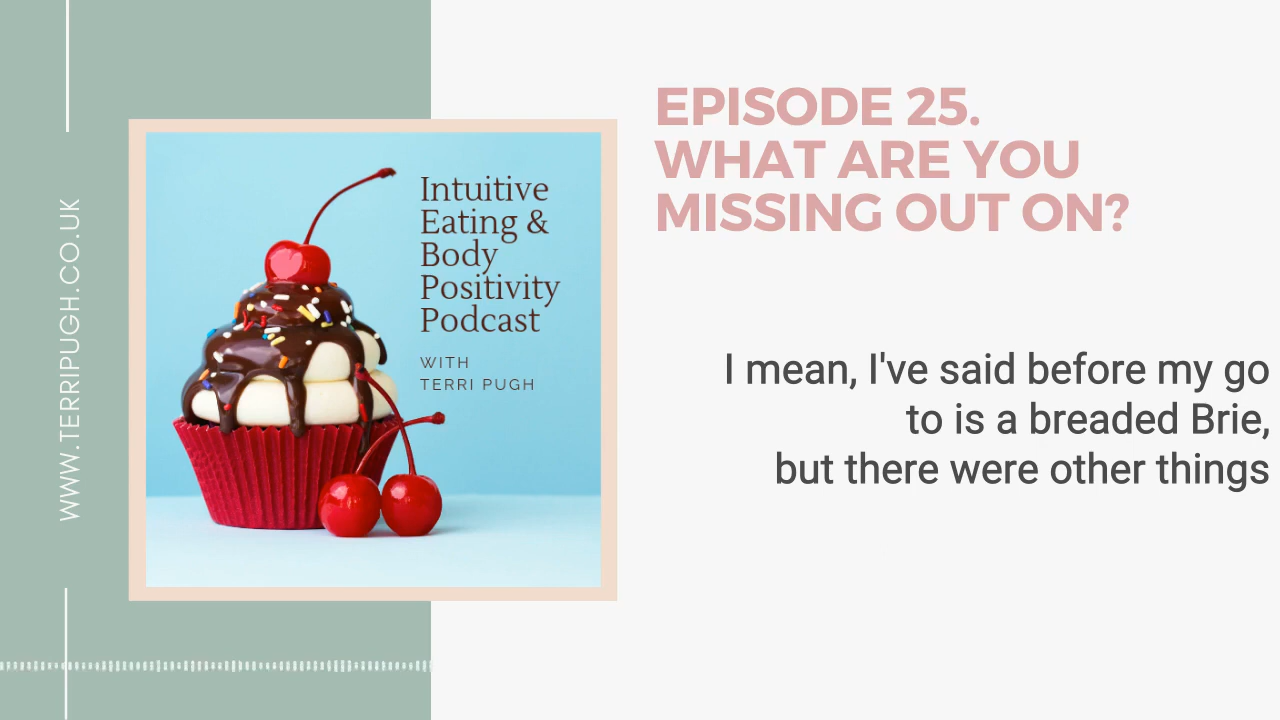 WWW.TERRIPUGH.CO.UK
Intuitive
Eating &
Body
Positivity
Podcast
WITH
TERRI PUGH
EPISODE 25.
WHAT ARE YOU
MISSING OUT ON?
I mean, I've said before my go
to is a breaded Brie,
but there were other things